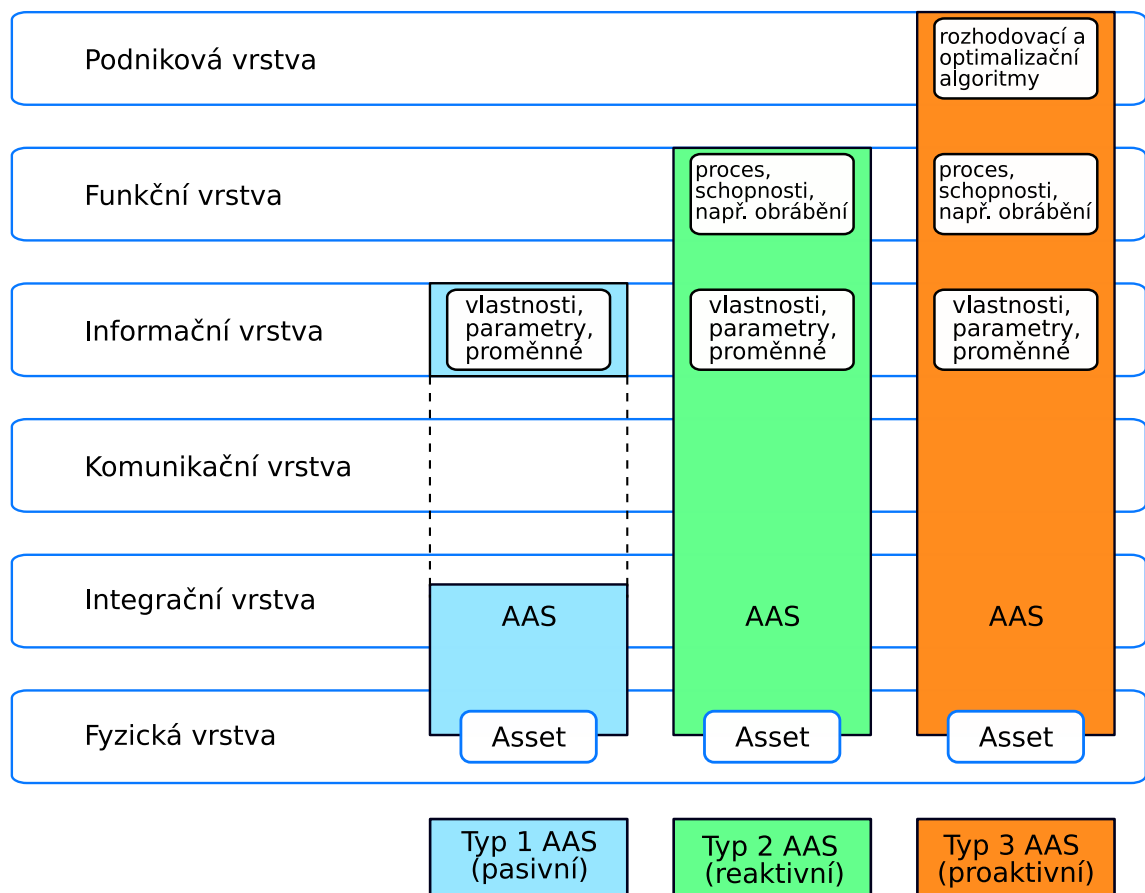 Podniková vrstva
rozhodovací a
optimalizační
algoritmy
Funkční vrstva
proces,
schopnosti,
např. obrábění
proces,
schopnosti,
např. obrábění
Informační vrstva
vlastnosti,
parametry,
proměnné
vlastnosti,
parametry,
proměnné
vlastnosti,
parametry,
proměnné
Komunikační vrstva
Integrační vrstva
AAS
AAS
AAS
Fyzická vrstva
Asset
Asset
Asset
Typ 1 AAS
(pasivní)
Typ 2 AAS
(reaktivní)
Typ 3 AAS
(proaktivní)